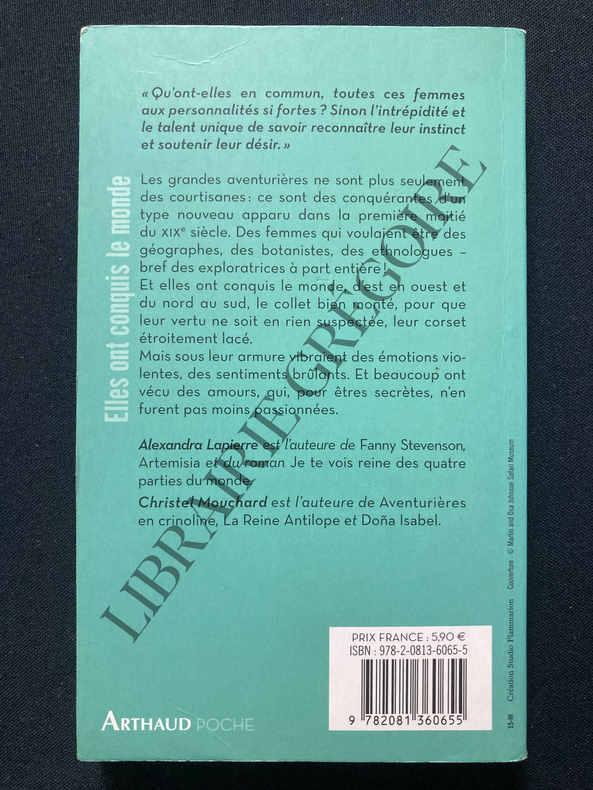 « Qu'ont-elles en commun, toutes ces femmes
aux personnalités si fortes ? Sinon l'intrépidité et
le talent unique de savoir reconnaître leur instinct
et soutenir leur désir. »
Elles ont conquis le monde
Les grandes aventurières ne sont plus seulement
des courtisanes : ce sont des conquérantes d'un
type nouveau apparu dans la première moitié
du XIXe siècle. Des femmes qui voulaient être des
géographes, des botanistes, des ethnologues –
bref des exploratrices à part entière !
Et elles ont conquis le monde, d'est en ouest et
du nord au sud, le collet bien monté, pour que
leur vertu ne soit en rien suspectée, leur corset
étroitement lacé.
Mais sous leur armure vibraient des émotions vio-
lentes, des sentiments brûlants. Et beaucoup ont
vécu des amours, qui, pour êtres secrètes, n'en
furent pas moins passionnées.
Alexandra Lapierre est l'auteure de Fanny Stevenson,
Artemisia et du roman Je te vois reine des quatre
parties du monde.
Christel Mouchard est l'auteure de Aventurières
en crinoline, La Reine Antilope et Doña Isabel.
LIBRAIRIE GRÉGOIRE
15-III Création Studio Flammarion Couverture : © Martin and Osa Johnson Safari Museum
PRIX FRANCE : 5,90 €
ISBN : 978-2-0813-6065-5
9 782081 360655
ARTHAUD POCHE